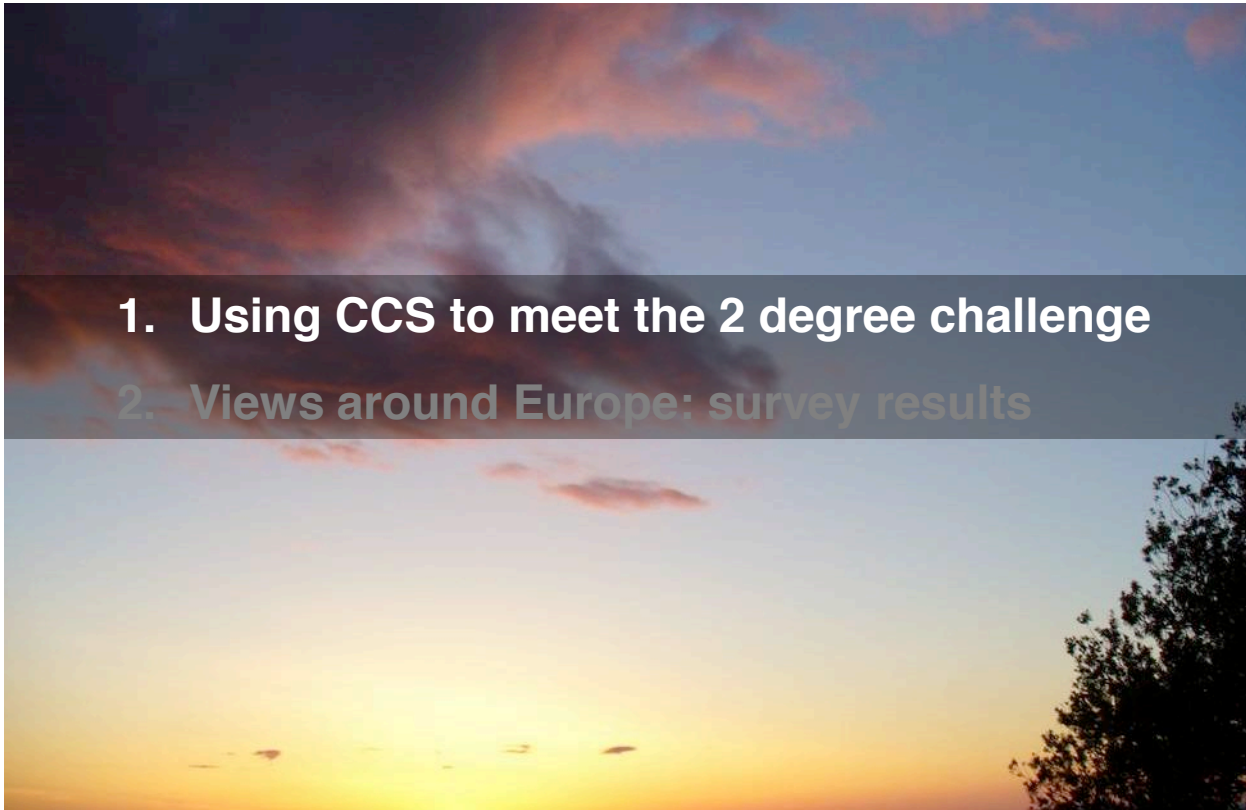 1. Using CCS to meet the 2 degree challenge
2. Views around Europe: survey results